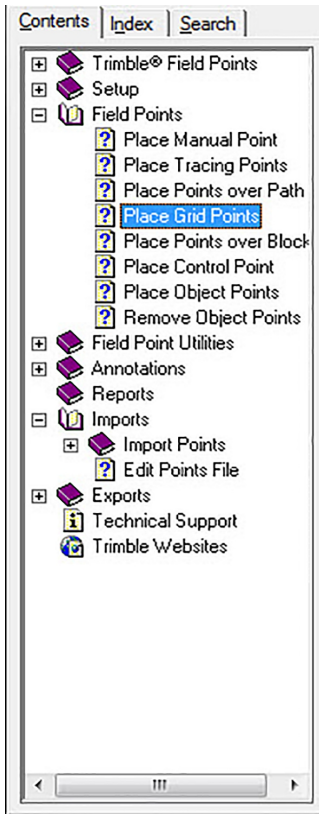 Contents Index Search
Trimble® Field Points
Setup
Field Points
Place Manual Point
Place Tracing Points
Place Points over Path
Place Grid Points
Place Points over Block
Place Control Point
Place Object Points
Remove Object Points
Field Point Utilities
Annotations
Reports
Imports
Import Points
Edit Points File
Exports
Technical Support
Trimble Websites